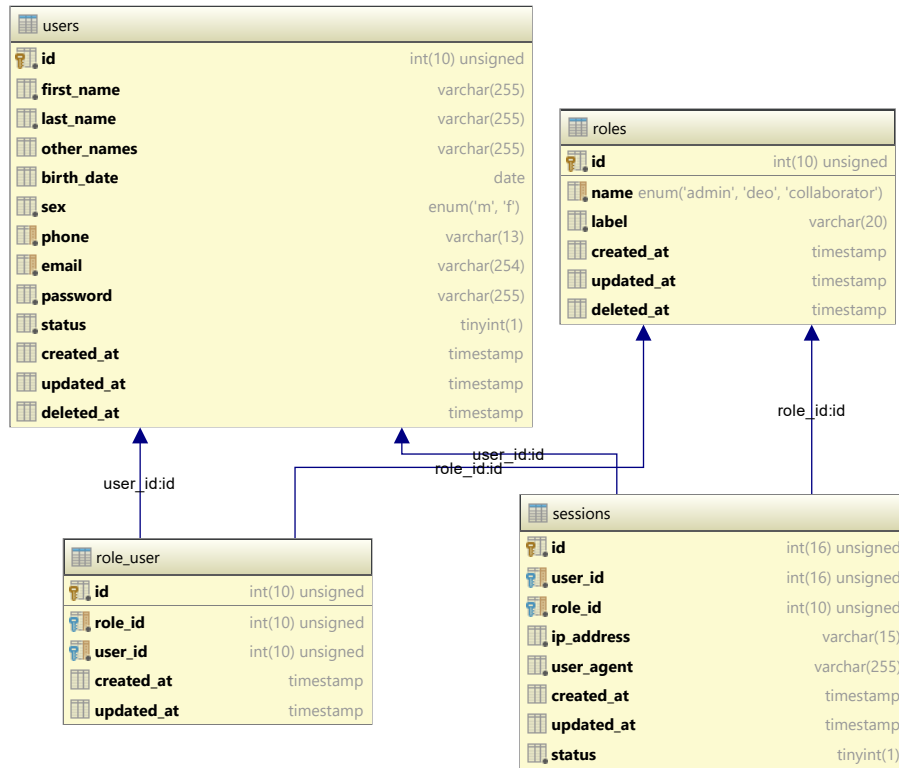 users
id int(10) unsigned
first_name varchar(255)
last_name varchar(255)
other_names varchar(255)
birth_date date
sex enum('m', 'f')
phone varchar(13)
email varchar(254)
password varchar(255)
status tinyint(1)
created_at timestamp
updated_at timestamp
deleted_at timestamp
roles
id int(10) unsigned
name enum('admin', 'deo', 'collaborator')
label varchar(20)
created_at timestamp
updated_at timestamp
deleted_at timestamp
role_id:id
user_id:id
role_id:id
user_id:id
role_user
id int(10) unsigned
role_id int(10) unsigned
user_id int(10) unsigned
created_at timestamp
updated_at timestamp
sessions
id int(16) unsigned
user_id int(16) unsigned
role_id int(10) unsigned
ip_address varchar(15)
user_agent varchar(255)
created_at timestamp
updated_at timestamp
status tinyint(1)